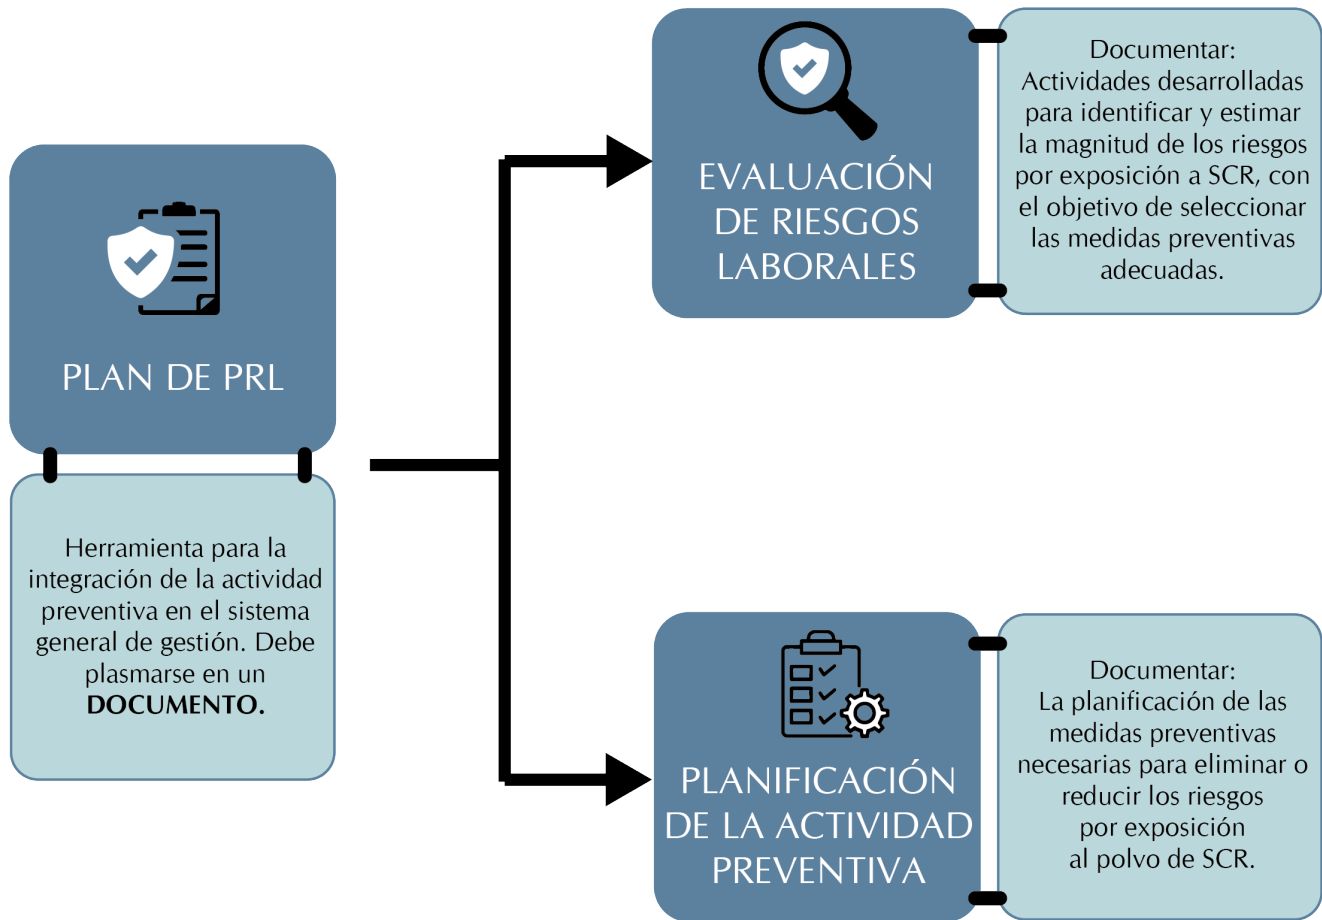 PLAN DE PRL
Herramienta para la
integración de la actividad
preventiva en el sistema
general de gestión. Debe
plasmarse en un
DOCUMENTO.
EVALUACIÓN
DE RIESGOS
LABORALES
Documentar:
Actividades desarrolladas
para identificar y estimar
la magnitud de los riesgos
por exposición a SCR, con
el objetivo de seleccionar
las medidas preventivas
adecuadas.
PLANIFICACIÓN
DE LA ACTIVIDAD
PREVENTIVA
Documentar:
La planificación de las
medidas preventivas
necesarias para eliminar o
reducir los riesgos
por exposición
al polvo de SCR.